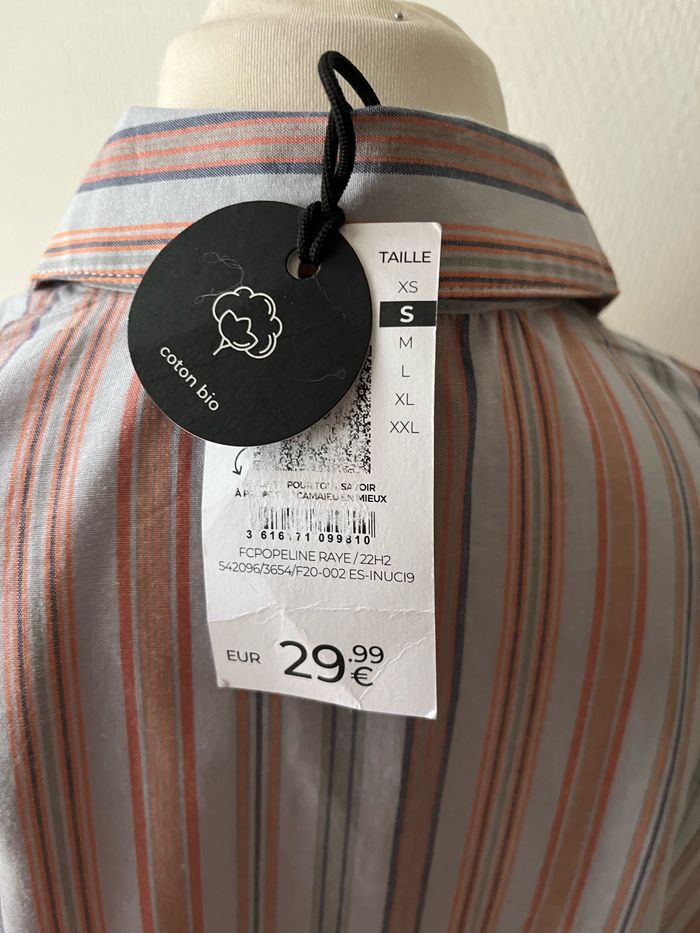 coton bio
TAILLE
XS
S
M
L
XL
XXL
POUR TOUT SAVOIR
À CAMAIEU EN MIEUX
3 616171 099810
FCPOPELINE RAYE / 22H2
542096/3654/F20-002 ES-INUCI9
EUR 29.99 €